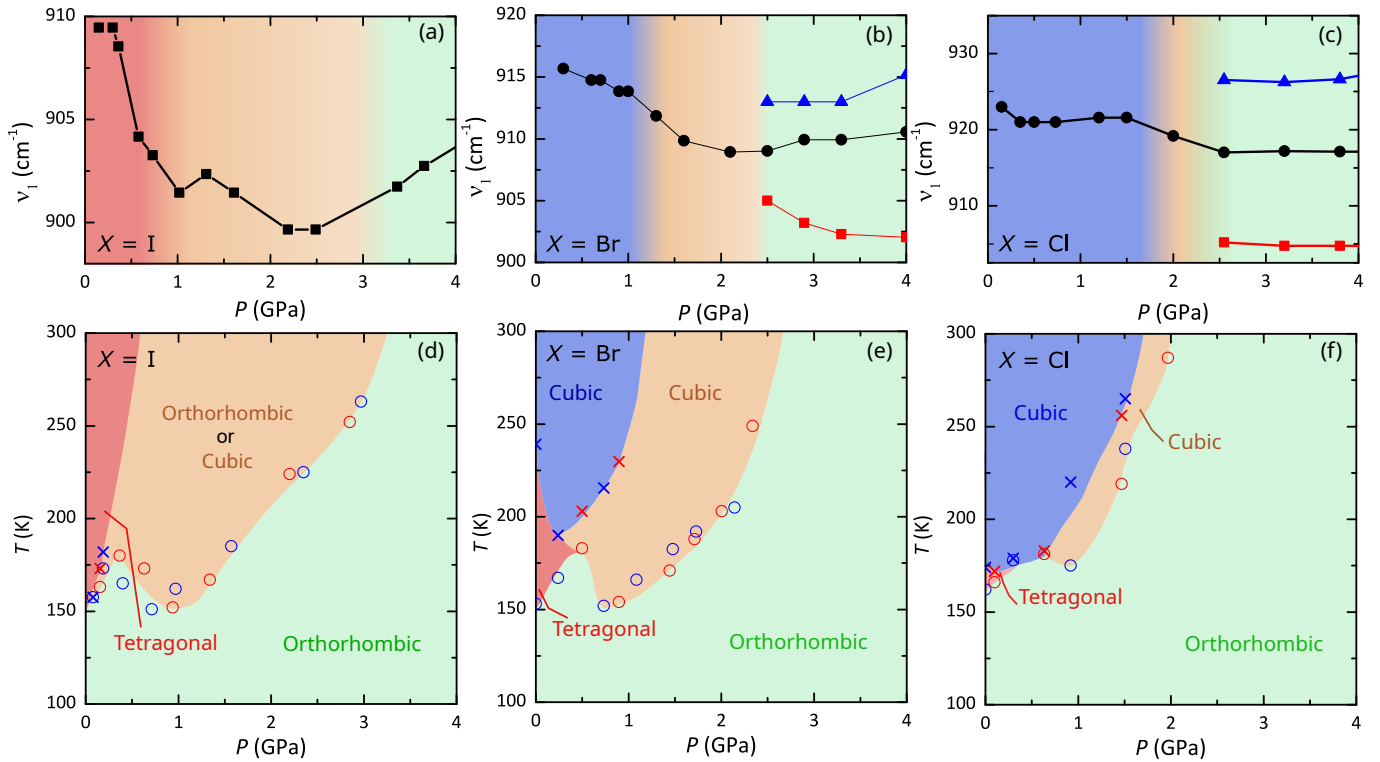 (a)
910
905
900
ν₁ (cm⁻¹)
X = I
0 1 2 3 4
P (GPa)
(b)
920
915
910
905
900
ν₁ (cm⁻¹)
X = Br
0 1 2 3 4
P (GPa)
(c)
930
920
910
ν₁ (cm⁻¹)
X = Cl
0 1 2 3 4
P (GPa)
X = I
(d)
300
250
200
150
100
T (K)
Orthorhombic
or
Cubic
Tetragonal
Orthorhombic
0 1 2 3 4
P (GPa)
X = Br
(e)
300
250
200
150
100
T (K)
Cubic
Cubic
Tetragonal
Orthorhombic
0 1 2 3 4
P (GPa)
X = Cl
(f)
300
250
200
150
100
T (K)
Cubic
Cubic
Tetragonal
Orthorhombic
0 1 2 3 4
P (GPa)